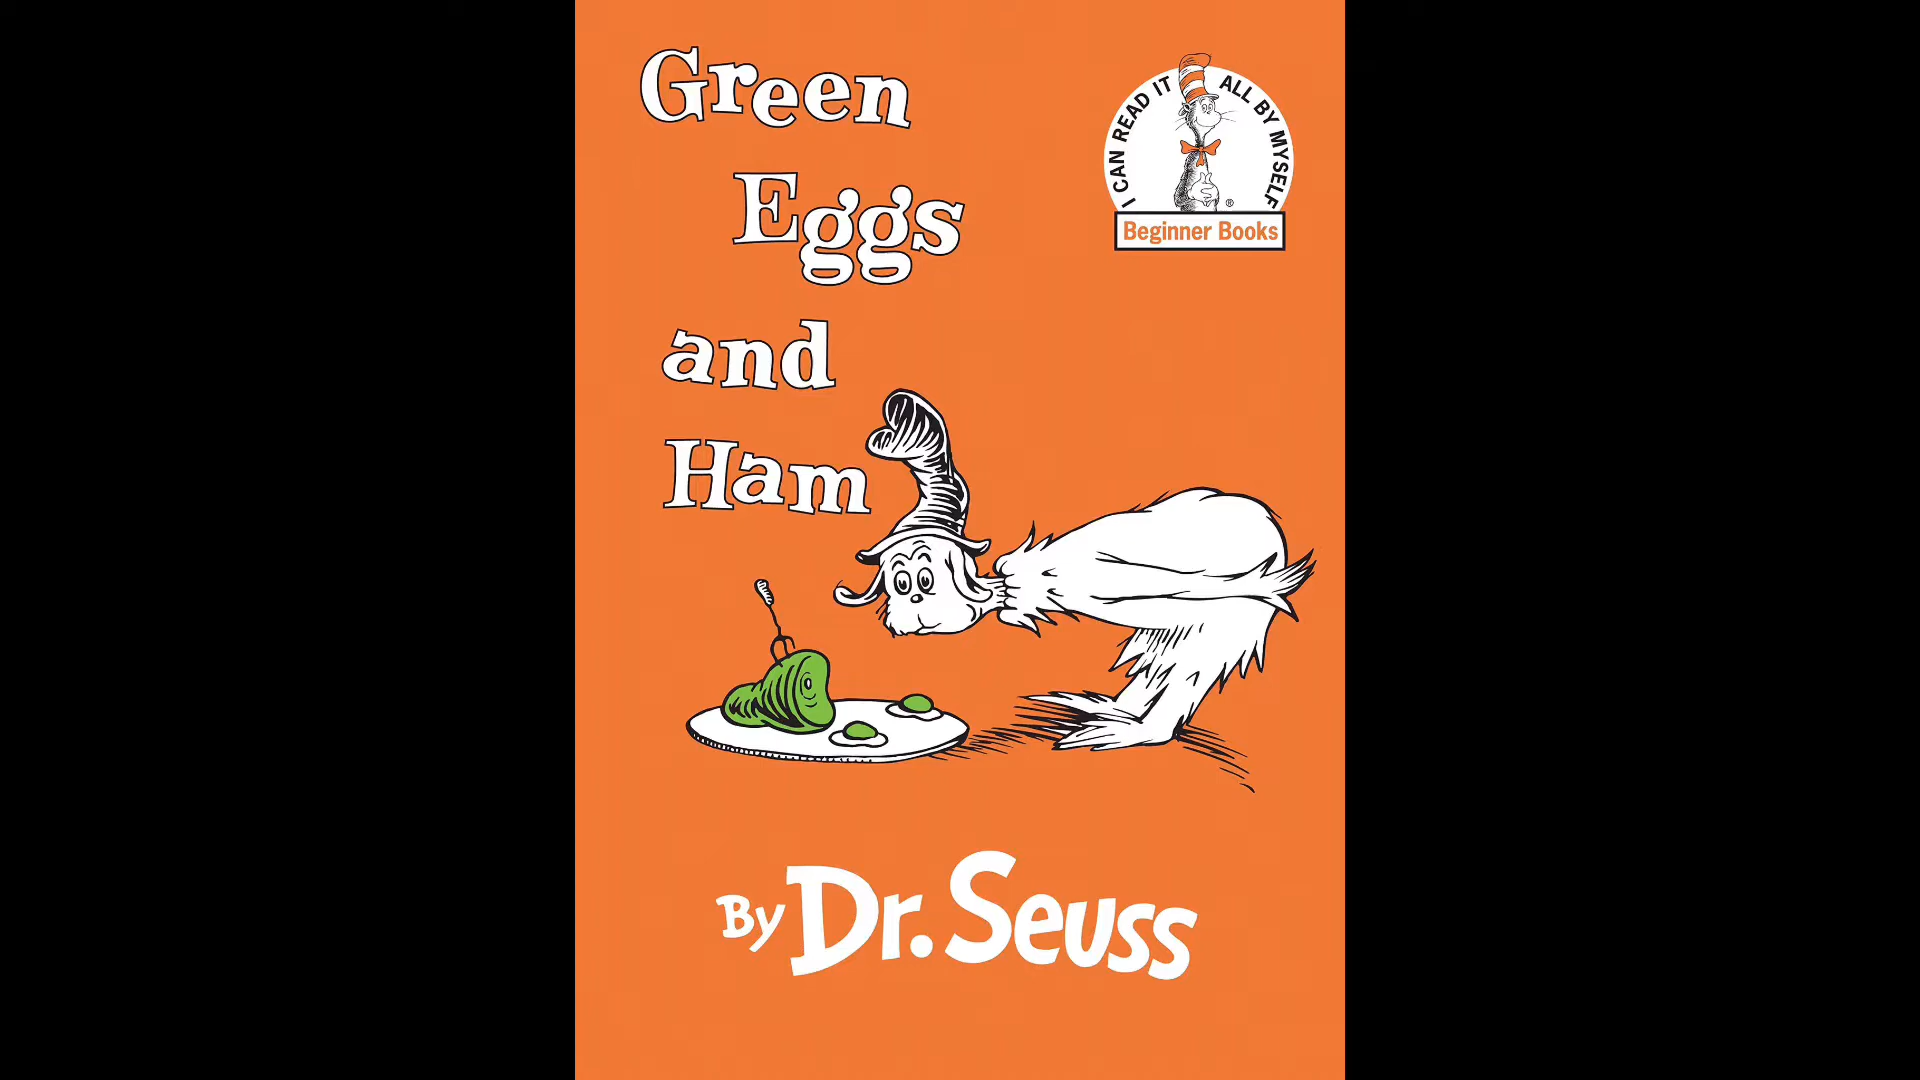 Green
Eggs
and
Ham
I CAN READ IT ALL BY MYSELF
®
Beginner Books
By Dr. Seuss